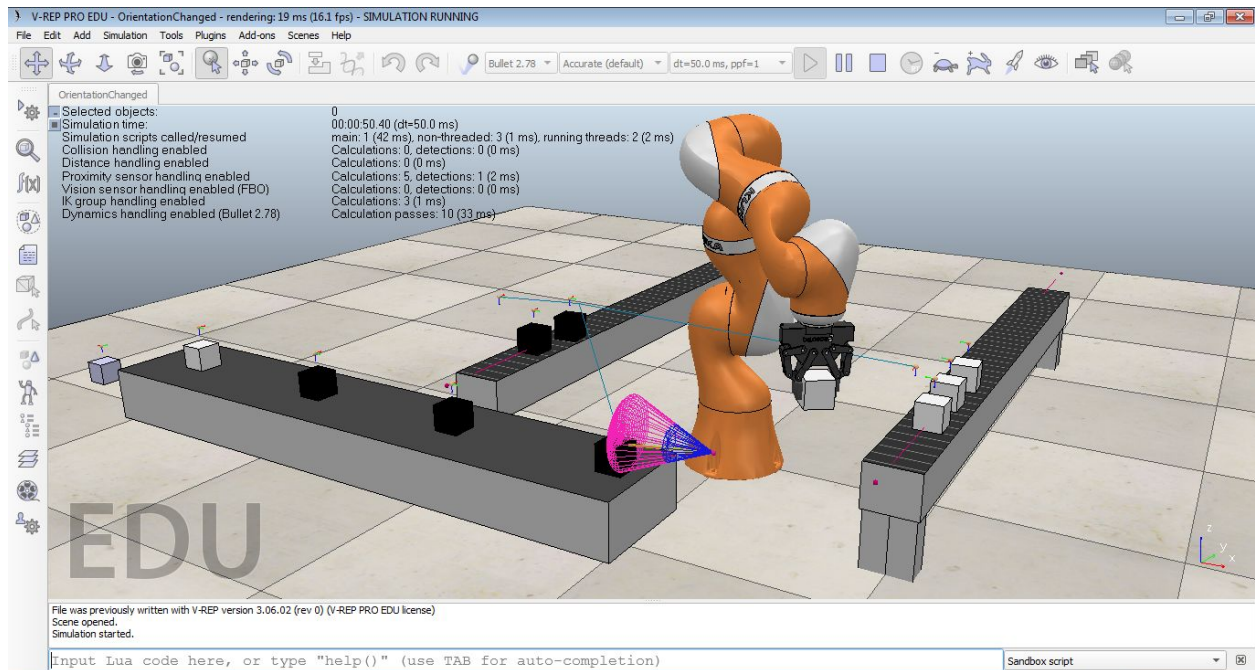 V-REP PRO EDU - OrientationChanged - rendering: 19 ms (16.1 fps) - SIMULATION RUNNING
File Edit Add Simulation Tools Plugins Add-ons Scenes Help
Bullet 2.78 Accurate (default) dt=50.0 ms, ppf=1
OrientationChanged
Selected objects: 0
Simulation time: 00:00:50.40 (dt=50.0 ms)
Simulation scripts called/resumed main: 1 (42 ms), non-threaded: 3 (1 ms), running threads: 2 (2 ms)
Collision handling enabled Calculations: 0, detections: 0 (0 ms)
Distance handling enabled Calculations: 0 (0 ms)
Proximity sensor handling enabled Calculations: 5, detections: 1 (2 ms)
Vision sensor handling enabled (FBO) Calculations: 0, detections: 0 (0 ms)
IK group handling enabled Calculations: 3 (1 ms)
Dynamics handling enabled (Bullet 2.78) Calculation passes: 10 (33 ms)
f(x)
KUKA
EDU
z
y
x
File was previously written with V-REP version 3.06.02 (rev 0) (V-REP PRO EDU license)
Scene opened.
Simulation started.
Input Lua code here, or type "help()" (use TAB for auto-completion)
Sandbox script